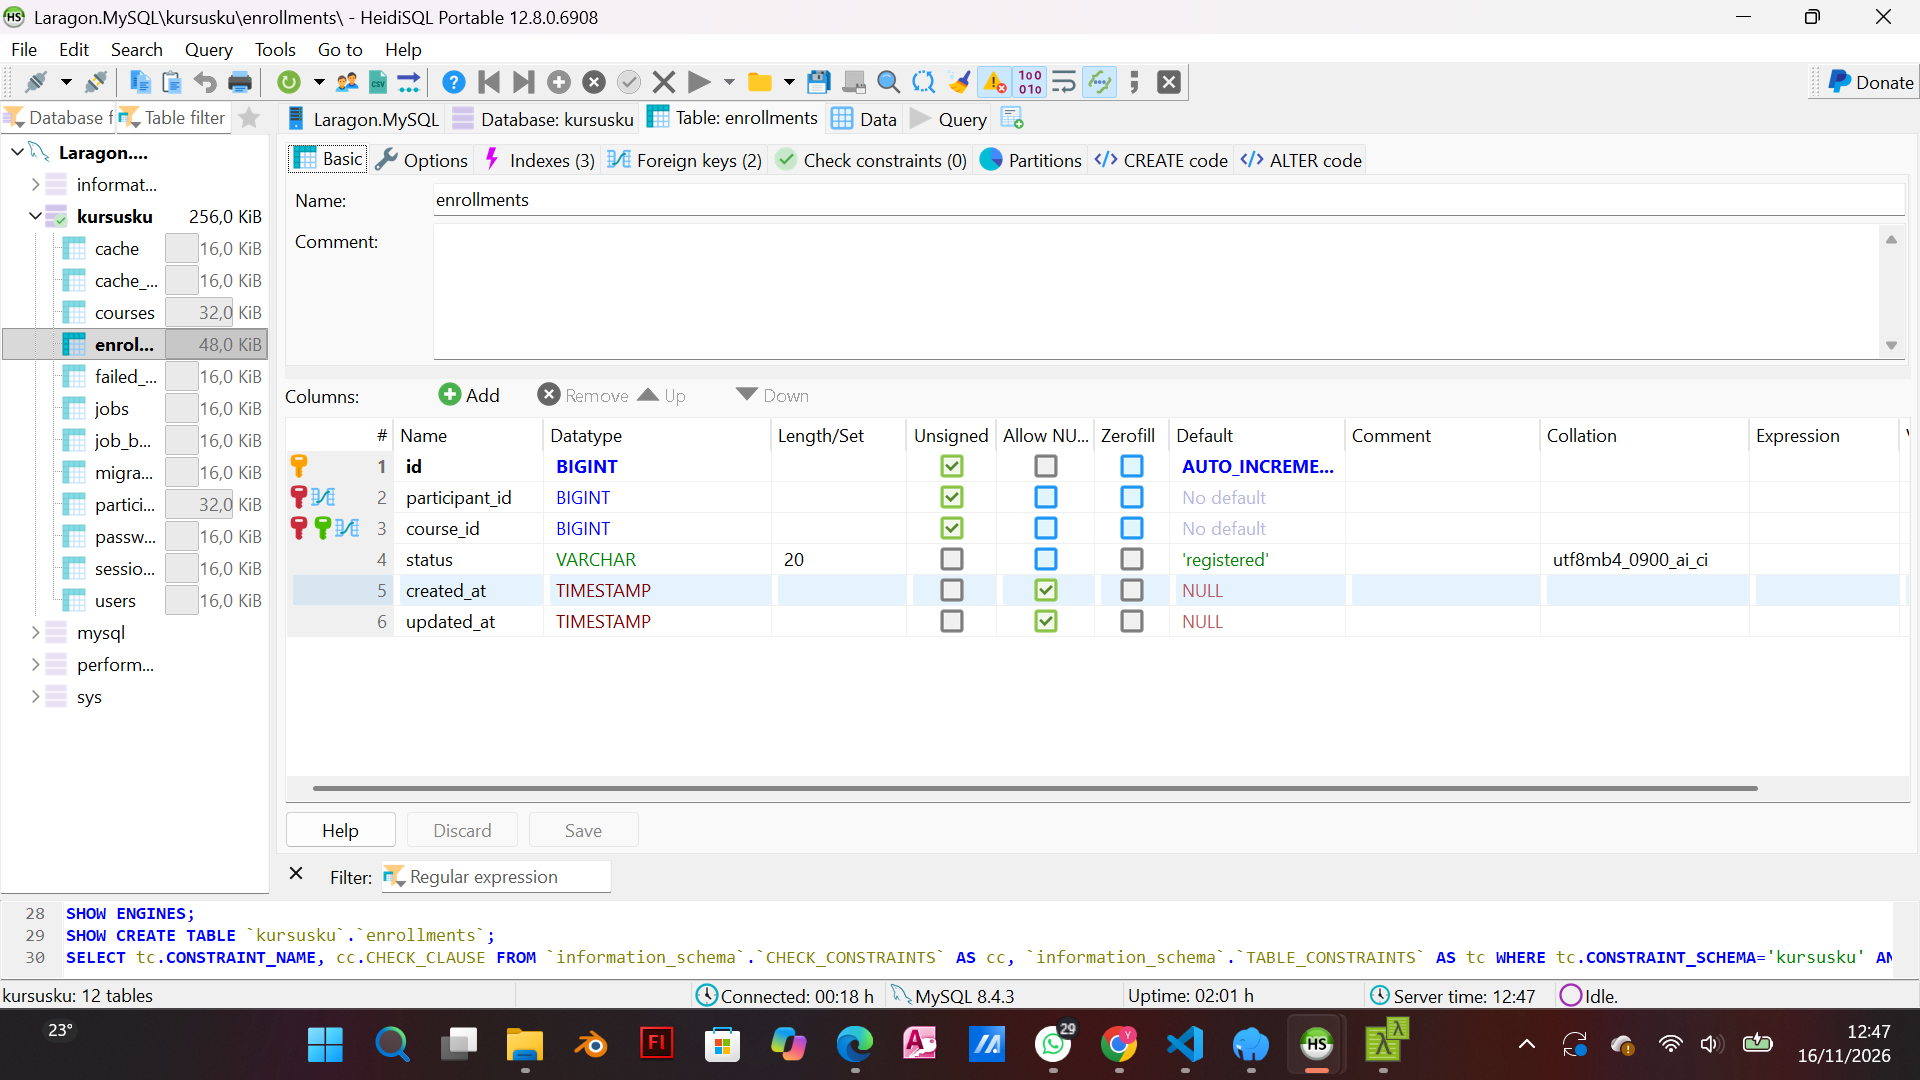 Laragon.MySQL\kursusku\enrollments\ - HeidiSQL Portable 12.8.0.6908
File Edit Search Query Tools Go to Help
Donate
Database f Table filter
Laragon.MySQL Database: kursusku Table: enrollments Data Query
Laragon....
informat...
kursusku 256,0 KiB
cache 16,0 KiB
cache_... 16,0 KiB
courses 32,0 KiB
enrol... 48,0 KiB
failed_... 16,0 KiB
jobs 16,0 KiB
job_b... 16,0 KiB
migra... 16,0 KiB
partici... 32,0 KiB
passw... 16,0 KiB
sessio... 16,0 KiB
users 16,0 KiB
mysql
perform...
sys
Basic Options Indexes (3) Foreign keys (2) Check constraints (0) Partitions CREATE code ALTER code
Name: enrollments
Comment:
Columns: Add Remove Up Down
# Name Datatype Length/Set Unsigned Allow NU... Zerofill Default Comment Collation Expression
1 id BIGINT AUTO_INCREME...
2 participant_id BIGINT No default
3 course_id BIGINT No default
4 status VARCHAR 20 'registered' utf8mb4_0900_ai_ci
5 created_at TIMESTAMP NULL
6 updated_at TIMESTAMP NULL
Help Discard Save
Filter: Regular expression
28 SHOW ENGINES;
29 SHOW CREATE TABLE `kursusku`.`enrollments`;
30 SELECT tc.CONSTRAINT_NAME, cc.CHECK_CLAUSE FROM `information_schema`.`CHECK_CONSTRAINTS` AS cc, `information_schema`.`TABLE_CONSTRAINTS` AS tc WHERE tc.CONSTRAINT_SCHEMA='kursusku' AN
kursusku: 12 tables Connected: 00:18 h MySQL 8.4.3 Uptime: 02:01 h Server time: 12:47 Idle.
23°
29
12:47
16/11/2026